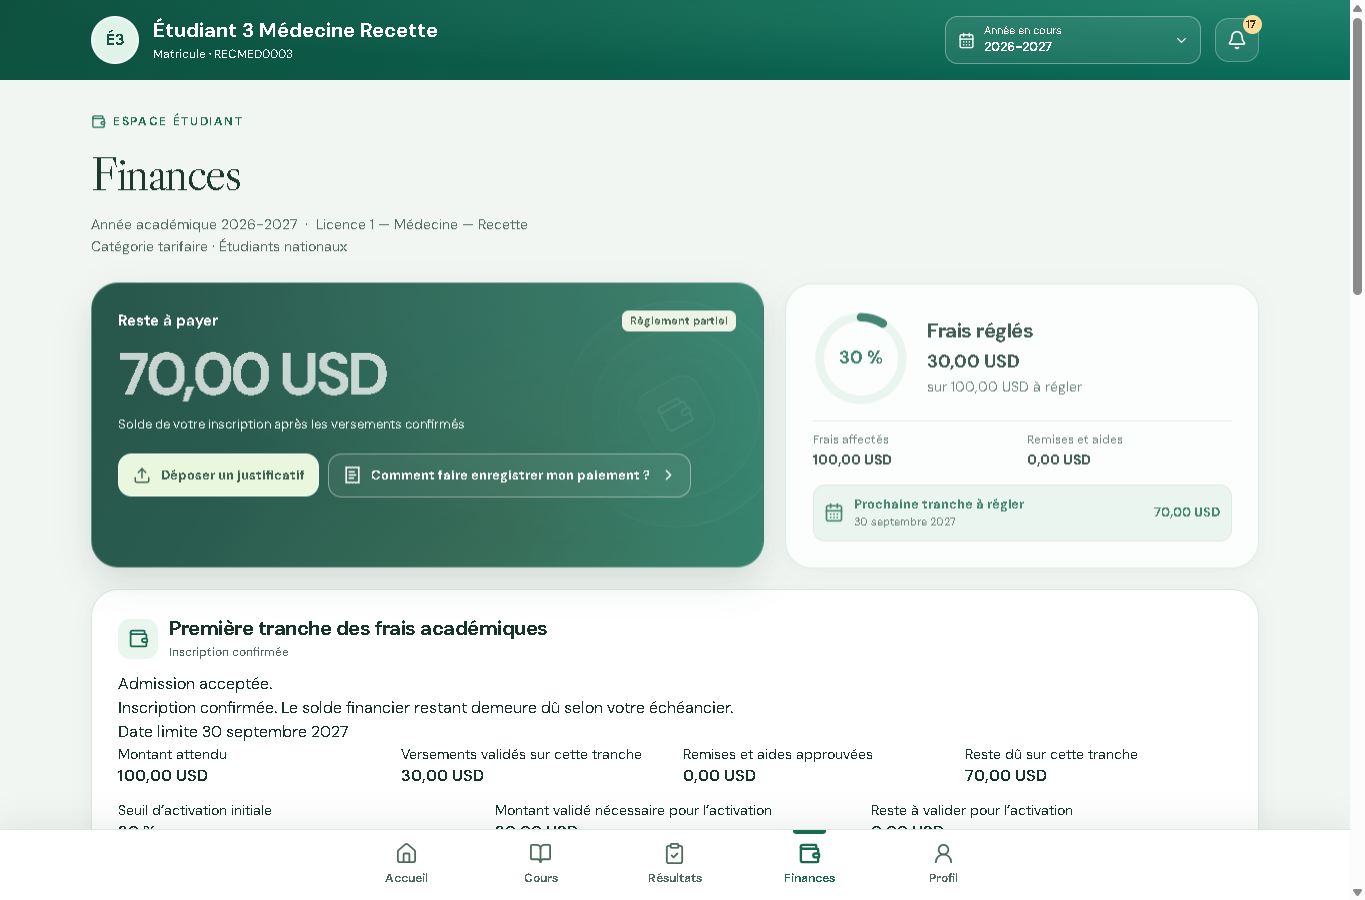 É3
Étudiant 3 Médecine Recette
Matricule · RECMED0003
Année en cours
2026–2027
17
ESPACE ÉTUDIANT
Finances
Année académique 2026–2027 · Licence 1 — Médecine — Recette
Catégorie tarifaire · Étudiants nationaux
Reste à payer
Règlement partiel
70,00 USD
Solde de votre inscription après les versements confirmés
Déposer un justificatif
Comment faire enregistrer mon paiement ?
30 %
Frais réglés
30,00 USD
sur 100,00 USD à régler
Frais affectés
Remises et aides
100,00 USD
0,00 USD
Prochaine tranche à régler
30 septembre 2027
70,00 USD
Première tranche des frais académiques
Inscription confirmée
Admission acceptée.
Inscription confirmée. Le solde financier restant demeure dû selon votre échéancier.
Date limite 30 septembre 2027
Montant attendu
Versements validés sur cette tranche
Remises et aides approuvées
Reste dû sur cette tranche
100,00 USD
30,00 USD
0,00 USD
70,00 USD
Seuil d’activation initiale
Montant validé nécessaire pour l’activation
Reste à valider pour l’activation
Accueil
Cours
Résultats
Finances
Profil